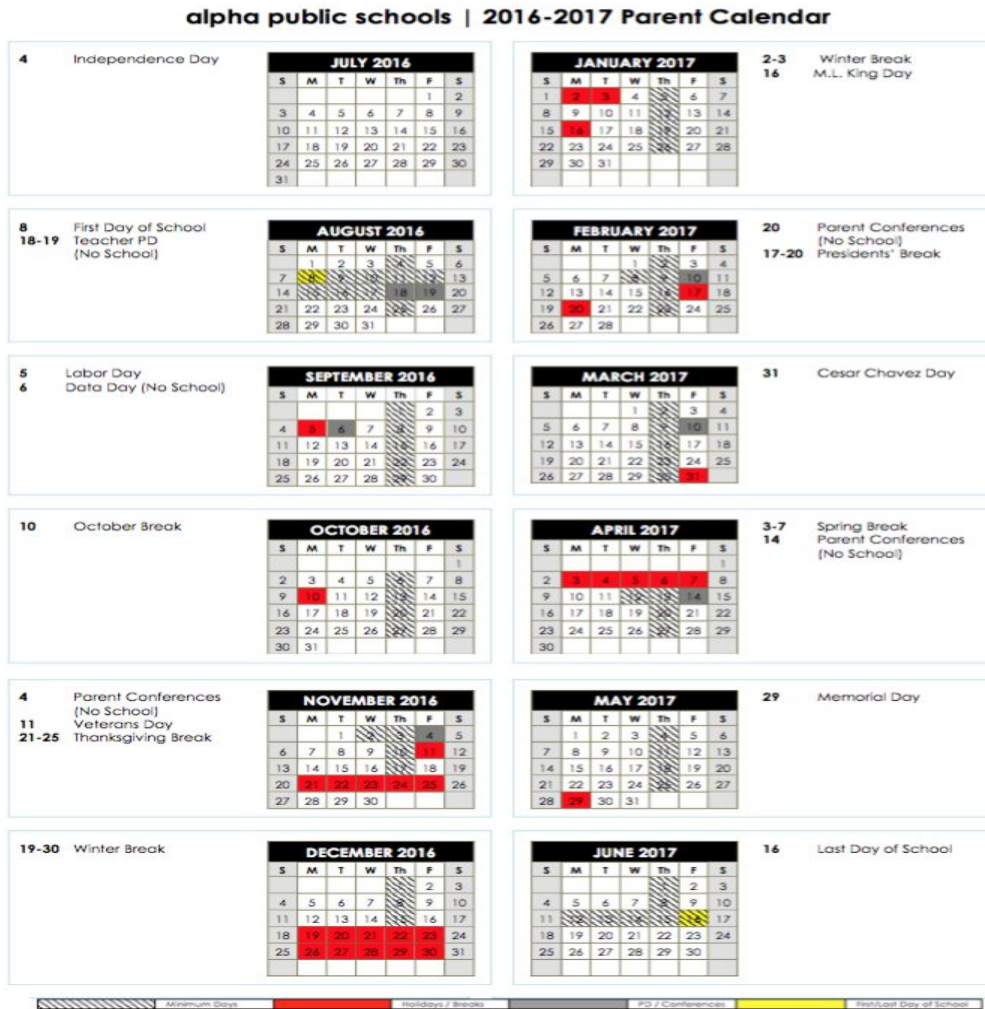 alpha public schools | 2016-2017 Parent Calendar
4 Independence Day
JULY 2016
S M T W Th F S
1 2
3 4 5 6 7 8 9
10 11 12 13 14 15 16
17 18 19 20 21 22 23
24 25 26 27 28 29 30
31
JANUARY 2017
S M T W Th F S
1 2 3 4 5 6 7
8 9 10 11 12 13 14
15 16 17 18 19 20 21
22 23 24 25 26 27 28
29 30 31
2-3 Winter Break
16 M.L. King Day
8 First Day of School
18-19 Teacher PD
(No School)
AUGUST 2016
S M T W Th F S
1 2 3 4 5 6
7 8 9 10 11 12 13
14 15 16 17 18 19 20
21 22 23 24 25 26 27
28 29 30 31
FEBRUARY 2017
S M T W Th F S
1 2 3 4
5 6 7 8 9 10 11
12 13 14 15 16 17 18
19 20 21 22 23 24 25
26 27 28
20 Parent Conferences
(No School)
17-20 Presidents' Break
5 Labor Day
6 Data Day (No School)
SEPTEMBER 2016
S M T W Th F S
1 2 3
4 5 6 7 8 9 10
11 12 13 14 15 16 17
18 19 20 21 22 23 24
25 26 27 28 29 30
MARCH 2017
S M T W Th F S
1 2 3 4
5 6 7 8 9 10 11
12 13 14 15 16 17 18
19 20 21 22 23 24 25
26 27 28 29 31
31 Cesar Chavez Day
10 October Break
OCTOBER 2016
S M T W Th F S
1
2 3 4 5 6 7 8
9 10 11 12 13 14 15
16 17 18 19 20 21 22
23 24 25 26 27 28 29
30 31
APRIL 2017
S M T W Th F S
1
2 3 4 5 6 7 8
9 10 11 12 13 14 15
16 17 18 19 20 21 22
23 24 25 26 27 28 29
30
3-7 Spring Break
14 Parent Conferences
(No School)
4 Parent Conferences
(No School)
11 Veterans Day
21-25 Thanksgiving Break
NOVEMBER 2016
S M T W Th F S
1 2 3 4 5
6 7 8 9 10 11 12
13 14 15 16 17 18 19
20 21 22 23 24 25 26
27 28 29 30
MAY 2017
S M T W Th F S
1 2 3 4 5 6
7 8 9 10 11 12 13
14 15 16 17 18 19 20
21 22 23 24 25 26 27
28 29 30 31
29 Memorial Day
19-30 Winter Break
DECEMBER 2016
S M T W Th F S
1 2 3
4 5 6 7 8 9 10
11 12 13 14 15 16 17
18 19 20 21 22 23 24
25 26 27 28 29 30 31
JUNE 2017
S M T W Th F S
1 2 3
4 5 6 7 8 9 10
11 12 13 14 15 16 17
18 19 20 21 22 23 24
25 26 27 28 29 30
16 Last Day of School
Minimum Days Holidays / Breaks PD / Conferences First/Last Day of School